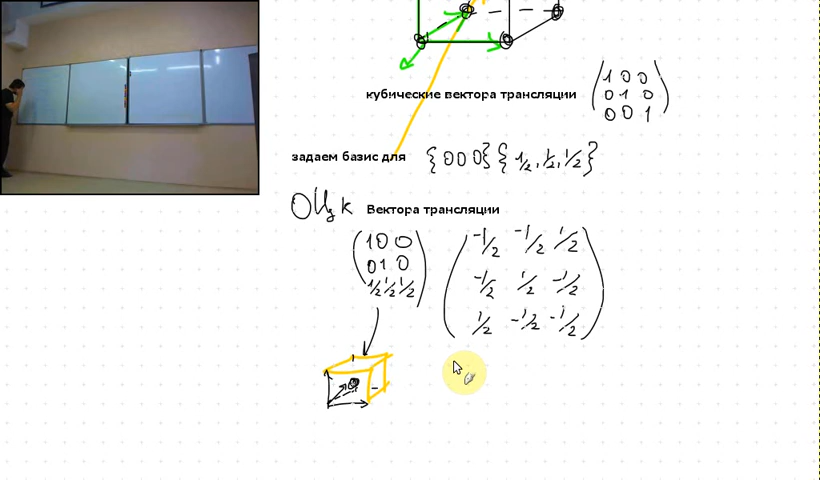 кубические вектора трансляции
1 0 0
0 1 0
0 0 1
задаем базис для {0 0 0} {1/2, 1/2, 1/2}
ОЦК Вектора трансляции
1 0 0
0 1 0
1/2 1/2 1/2
-1/2 -1/2 1/2
-1/2 1/2 -1/2
1/2 -1/2 -1/2